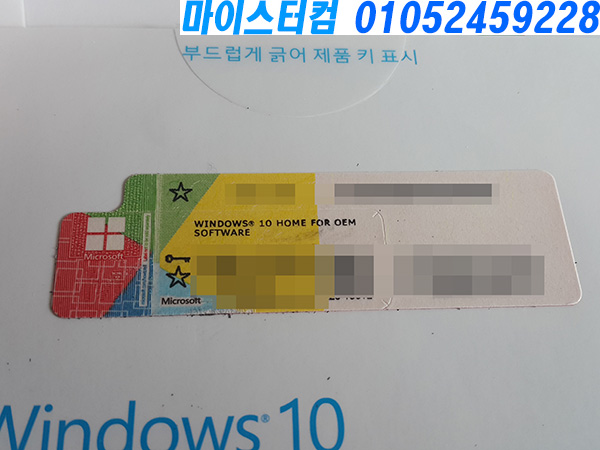 마이스터컴 01052459228
부드럽게 긁어 제품 키 표시
WINDOWS® 10 HOME FOR OEM
SOFTWARE
Microsoft
Microsoft
Windows® 10